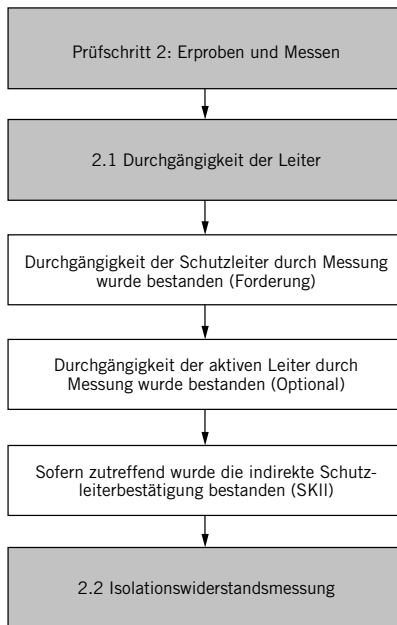 Prüfschritt 2: Erproben und Messen
2.1 Durchgängigkeit der Leiter
Durchgängigkeit der Schutzleiter durch Messung
wurde bestanden (Forderung)
Durchgängigkeit der aktiven Leiter durch
Messung wurde bestanden (Optional)
Sofern zutreffend wurde die indirekte Schutz-
leiterbestätigung bestanden (SKII)
2.2 Isolationswiderstandsmessung